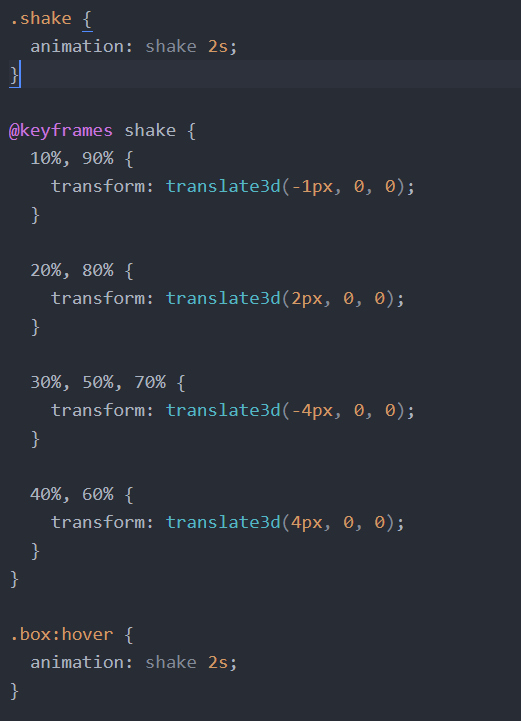 .shake {
  animation: shake 2s;
}

@keyframes shake {
  10%, 90% {
    transform: translate3d(-1px, 0, 0);
  }

  20%, 80% {
    transform: translate3d(2px, 0, 0);
  }

  30%, 50%, 70% {
    transform: translate3d(-4px, 0, 0);
  }

  40%, 60% {
    transform: translate3d(4px, 0, 0);
  }
}

.box:hover {
  animation: shake 2s;
}